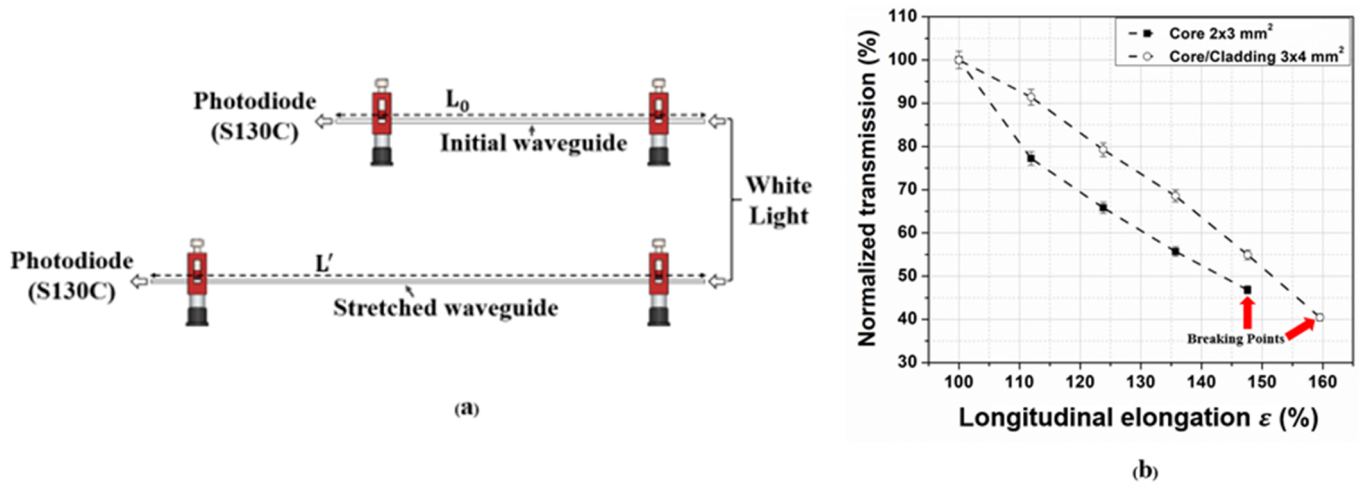 Photodiode
(S130C)
L₀
Initial waveguide
White
Light
Photodiode
(S130C)
L′
Stretched waveguide
(a)
Normalized transmission (%)
110
100
90
80
70
60
50
40
30
Core 2x3 mm²
Core/Cladding 3x4 mm²
Breaking Points
100 110 120 130 140 150 160
Longitudinal elongation ε (%)
(b)